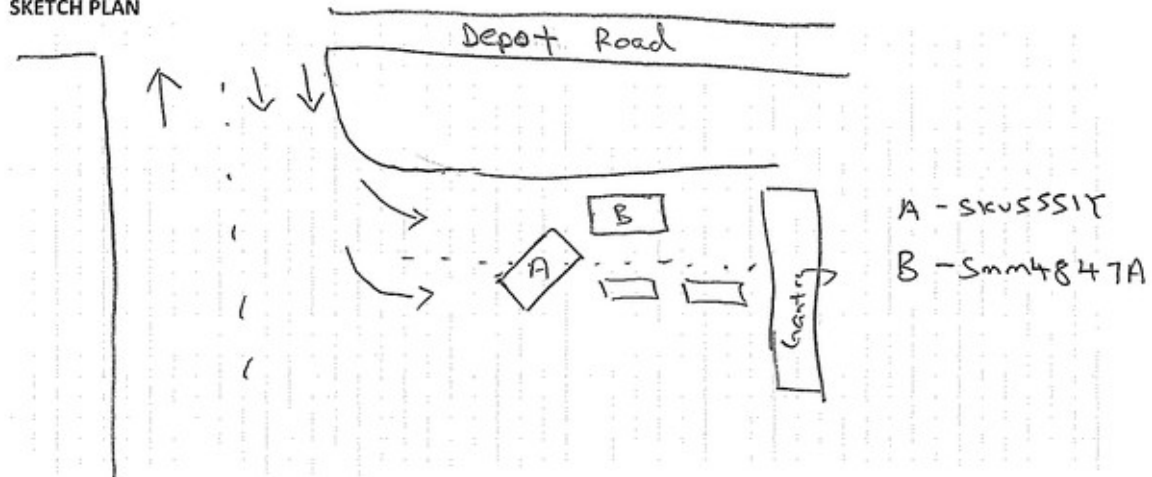 SKETCH PLAN
Depot Road
B
A
Gantry
A - SKU5551Y
B - Smm4847A